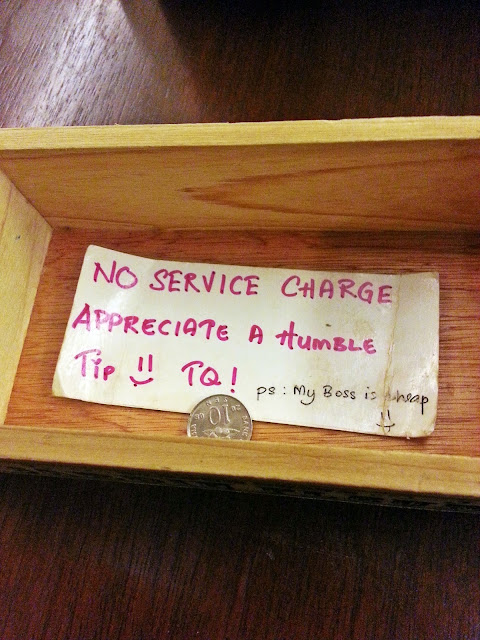 NO SERVICE CHARGE
APPRECIATE A HUMBLE
Tip !! TQ!
ps : My Boss is cheap
10